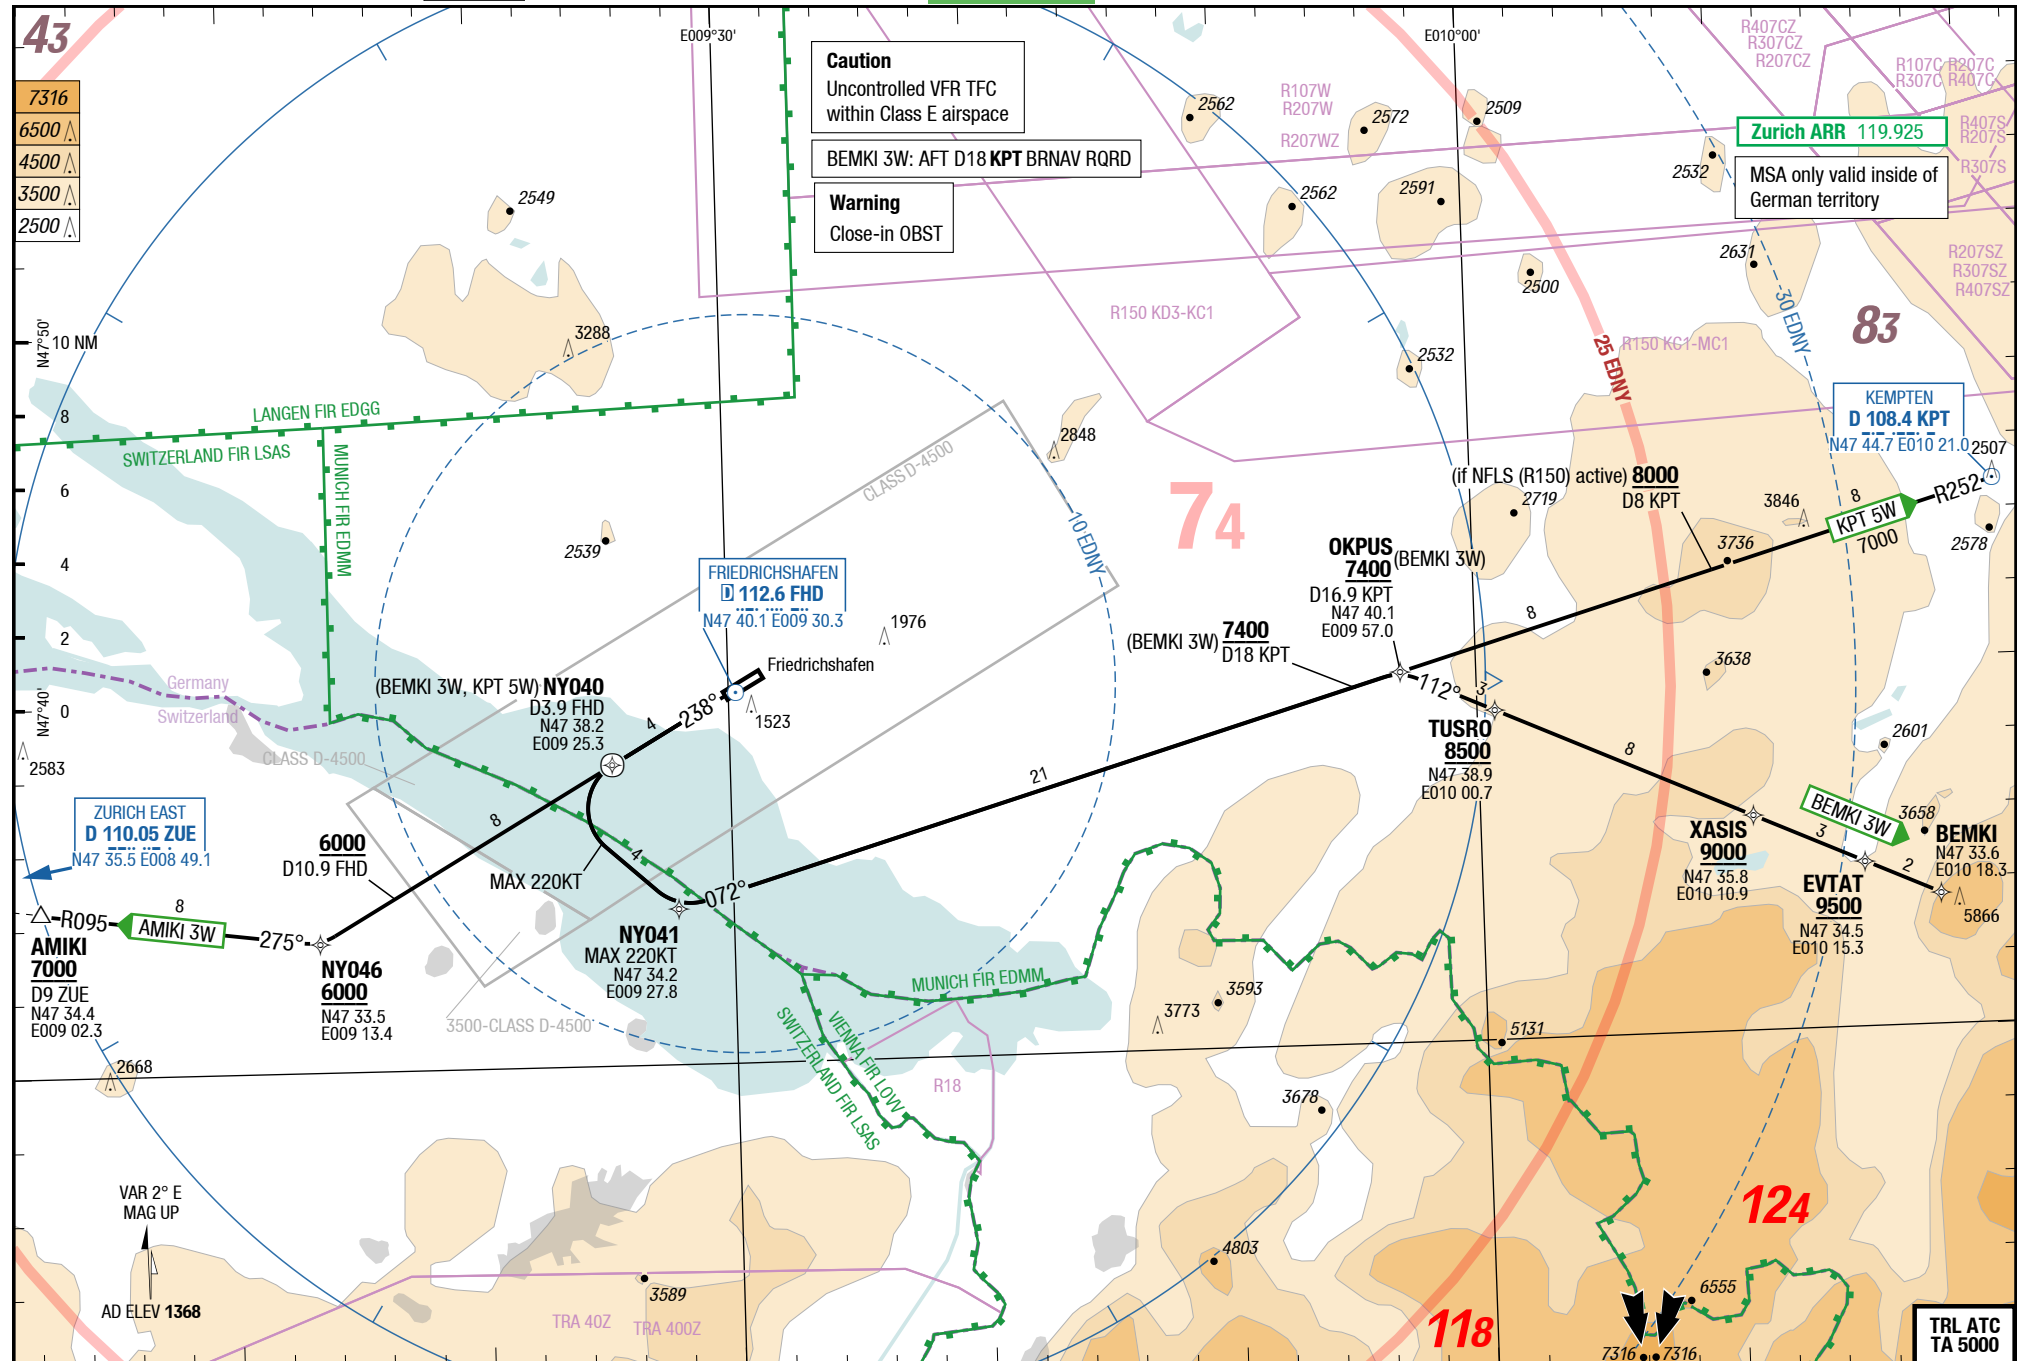 43
E009°30'
E010°00'
7316
6500
4500
3500
2500
Caution
Uncontrolled VFR TFC
within Class E airspace
BEMKI 3W: AFT D18 KPT BRNAV RQRD
Warning
Close-in OBST
R407CZ
R307CZ
R207CZ
R107C R207C
R307C R407C
R107W
R207W
R207WZ
R407S
R207S
R307S
Zurich ARR 119.925
MSA only valid inside of
German territory
R207SZ
R307SZ
R407SZ
2562
2572
2509
2532
2549
2562
2591
2631
2500
3288
2532
R150 KD3-KC1
R150 KC1-MC1
25 EDNY
30 EDNY
83
N47°50'
10 NM
8
6
4
2
0
N47°40'
LANGEN FIR EDGG
SWITZERLAND FIR LSAS
MUNICH FIR EDMM
CLASS D-4500
2848
10 EDNY
74
KEMPTEN
D 108.4 KPT
N47 44.7 E010 21.0
2507
R252
8
KPT 5W
7000
2578
(if NFLS (R150) active) 8000
D8 KPT
2719
3846
3736
2539
FRIEDRICHSHAFEN
D 112.6 FHD
N47 40.1 E009 30.3
1976
Friedrichshafen
1523
OKPUS
7400 (BEMKI 3W)
D16.9 KPT
N47 40.1
E009 57.0
(BEMKI 3W) 7400
D18 KPT
8
112°
3
3638
Germany
Switzerland
CLASS D-4500
2583
(BEMKI 3W, KPT 5W) NY040
D3.9 FHD
N47 38.2
E009 25.3
4
238°
TUSRO
8500
N47 38.9
E010 00.7
8
2601
21
ZURICH EAST
D 110.05 ZUE
N47 35.5 E008 49.1
6000
D10.9 FHD
8
MAX 220KT
4
072°
XASIS
9000
N47 35.8
E010 10.9
BEMKI 3W
3658
3
2
BEMKI
N47 33.6
E010 18.3
EVTAT
9500
N47 34.5
E010 15.3
5866
R095
8
AMIKI 3W
275°
AMIKI
7000
D9 ZUE
N47 34.4
E009 02.3
NY046
6000
N47 33.5
E009 13.4
NY041
MAX 220KT
N47 34.2
E009 27.8
3500-CLASS D-4500
MUNICH FIR EDMM
VIENNA FIR LOVV
SWITZERLAND FIR LSAS
R18
3593
3773
5131
3678
2668
VAR 2° E
MAG UP
AD ELEV 1368
3589
TRA 40Z
TRA 400Z
4803
118
124
6555
7316
7316
TRL ATC
TA 5000